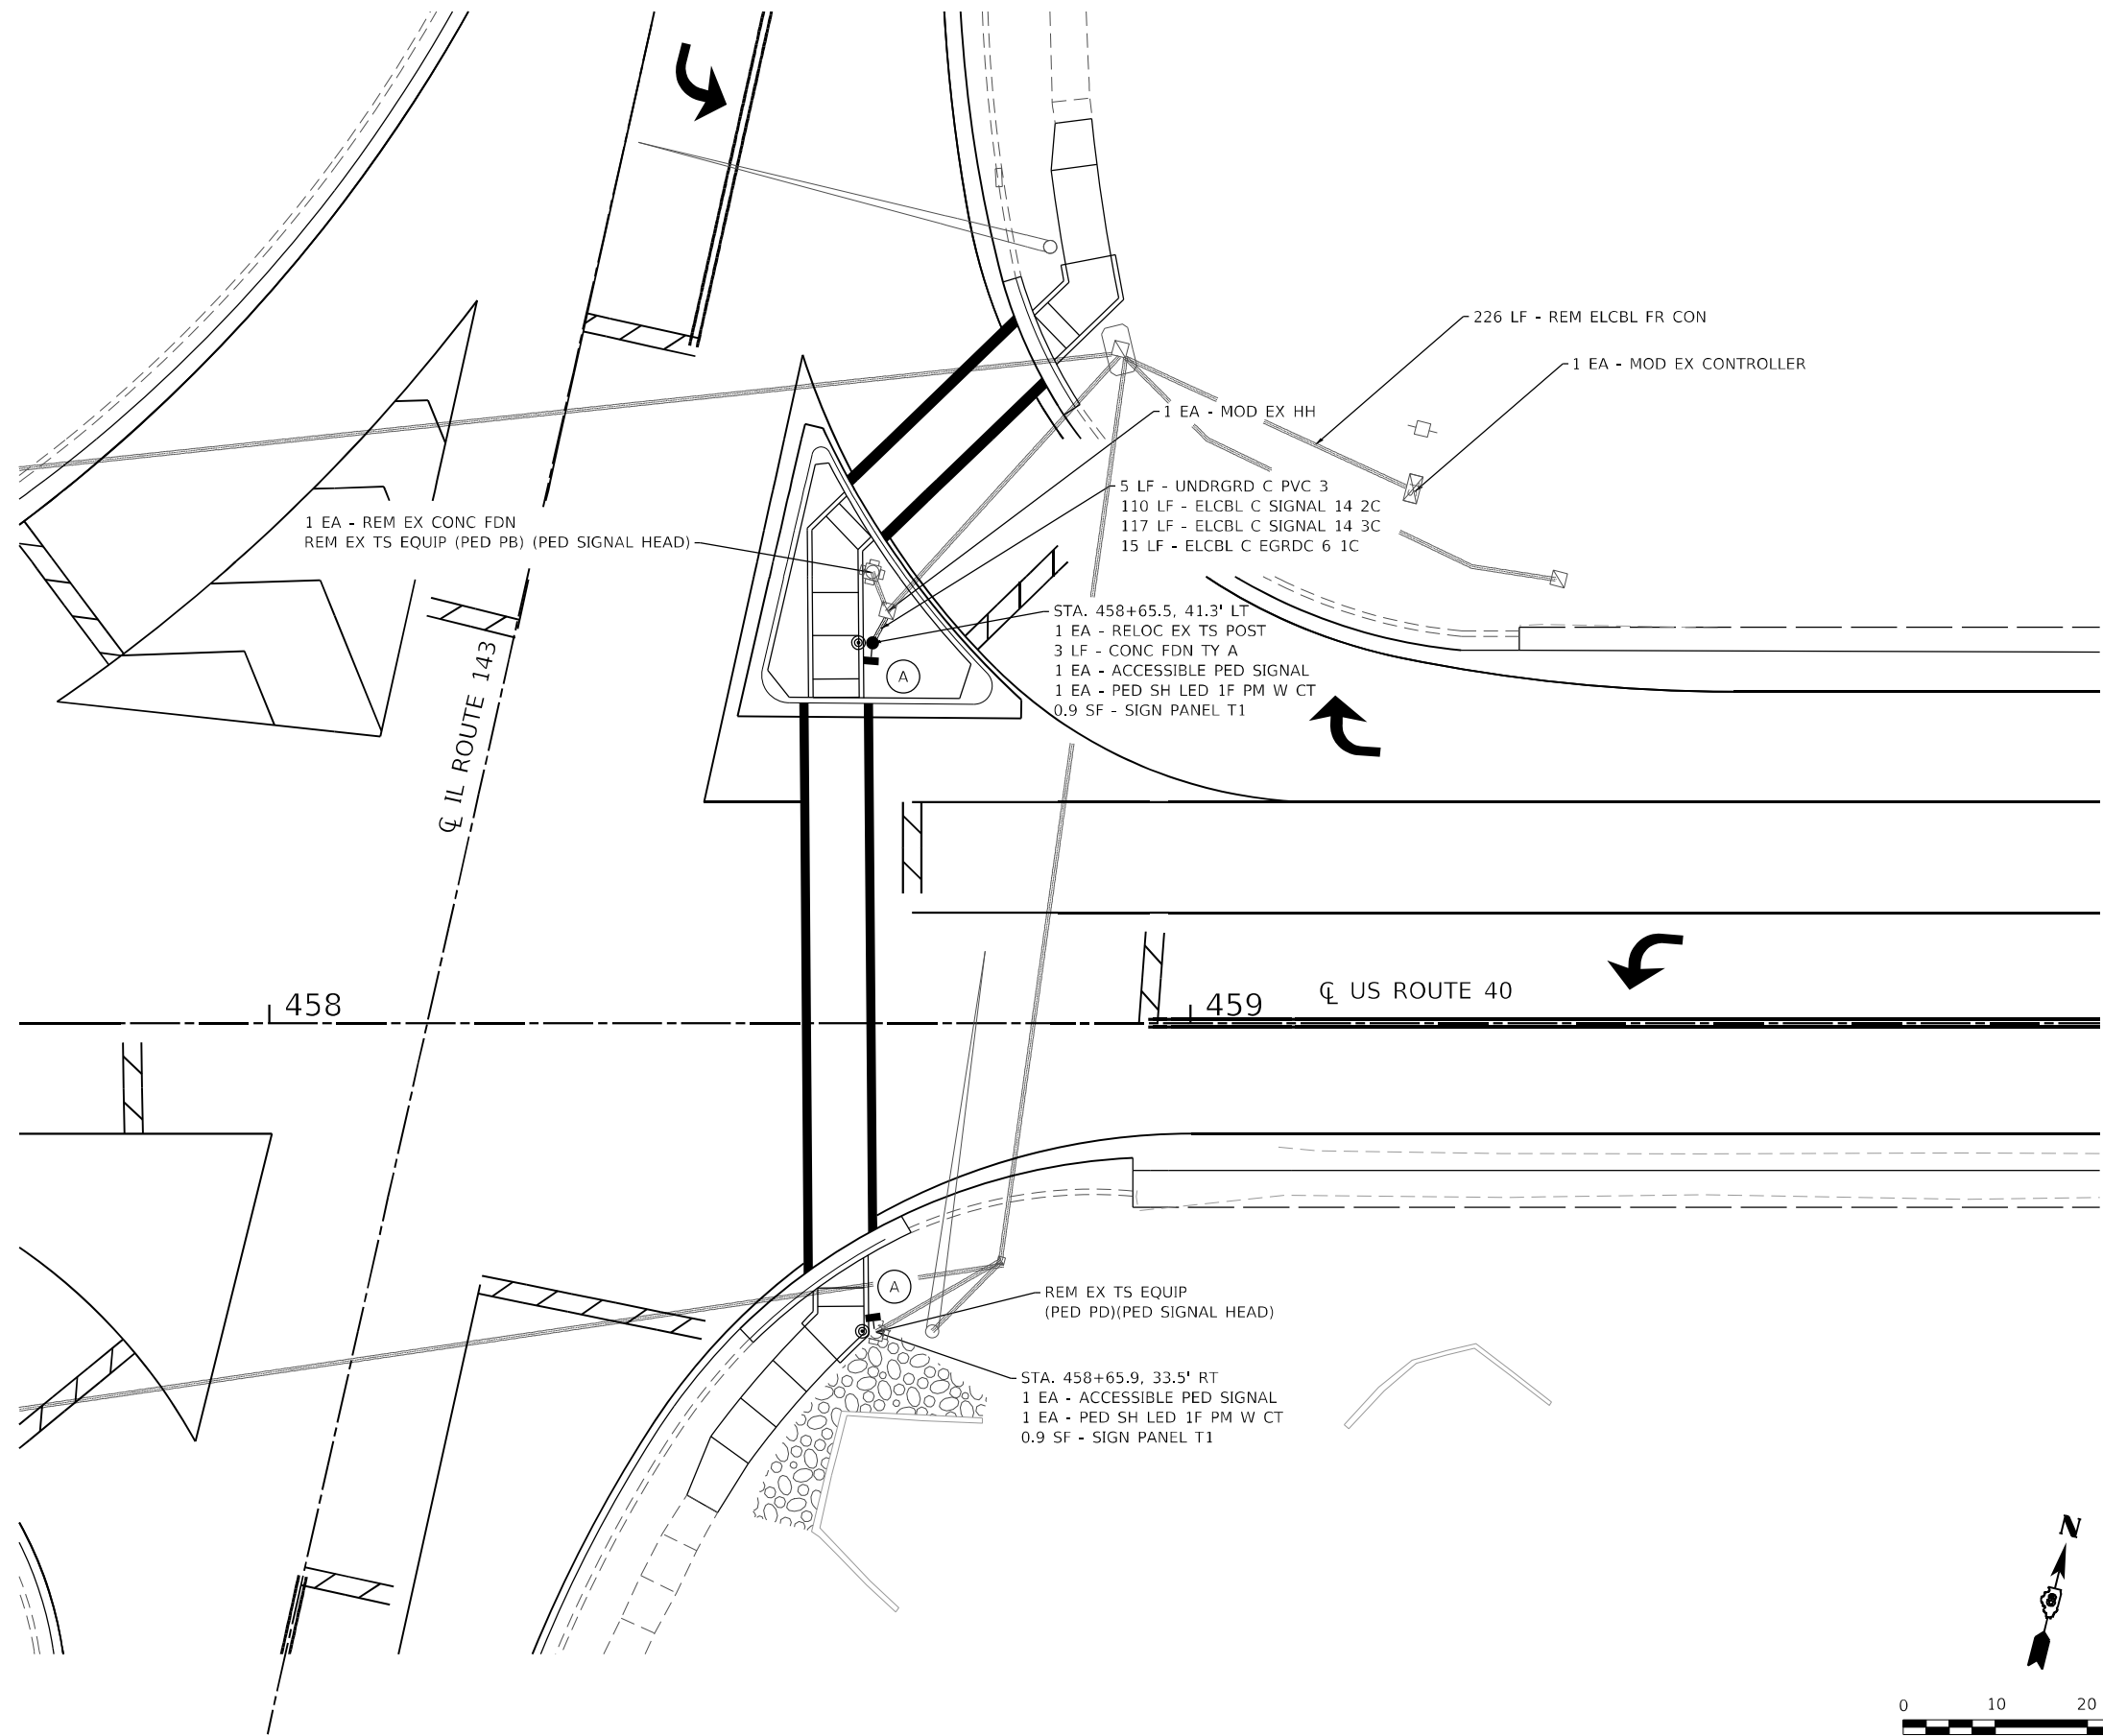 226 LF - REM ELCBL FR CON
1 EA - MOD EX CONTROLLER
1 EA - MOD EX HH
5 LF - UNDRGRD C PVC 3
110 LF - ELCBL C SIGNAL 14 2C
117 LF - ELCBL C SIGNAL 14 3C
15 LF - ELCBL C EGRDC 6 1C
1 EA - REM EX CONC FDN
REM EX TS EQUIP (PED PB) (PED SIGNAL HEAD)
STA. 458+65.5, 41.3' LT
1 EA - RELOC EX TS POST
3 LF - CONC FDN TY A
1 EA - ACCESSIBLE PED SIGNAL
1 EA - PED SH LED 1F PM W CT
0.9 SF - SIGN PANEL T1
A
℄ IL ROUTE 143
458
459
℄ US ROUTE 40
A
REM EX TS EQUIP
(PED PD)(PED SIGNAL HEAD)
STA. 458+65.9, 33.5' RT
1 EA - ACCESSIBLE PED SIGNAL
1 EA - PED SH LED 1F PM W CT
0.9 SF - SIGN PANEL T1
N
8
0 10 20